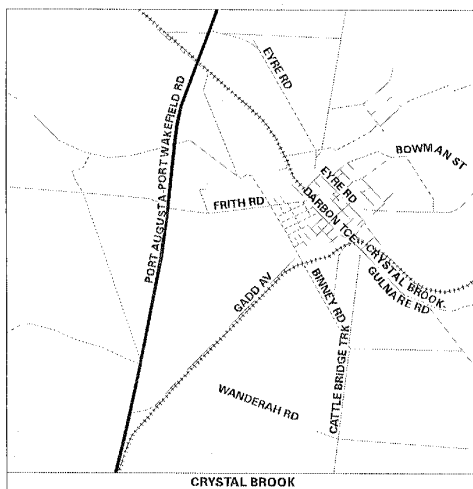 EYRE RD
PORT AUGUSTA-PORT WAKEFIELD RD
BOWMAN ST
EYRE RD
FRITH RD
DARBON TCE
CRYSTAL BROOK-
GULNARE RD
GADD AV
BINNEY RD
CATTLE BRIDGE TRK
WANDERAH RD
CRYSTAL BROOK